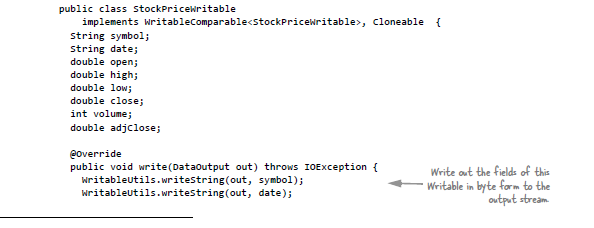 public class StockPriceWritable
implements WritableComparable<StockPriceWritable>, Cloneable {
String symbol;
String date;
double open;
double high;
double low;
double close;
int volume;
double adjClose;
@Override
public void write(DataOutput out) throws IOException {
WritableUtils.writeString(out, symbol);
WritableUtils.writeString(out, date);
Write out the fields of this
Writable in byte form to the
output stream.